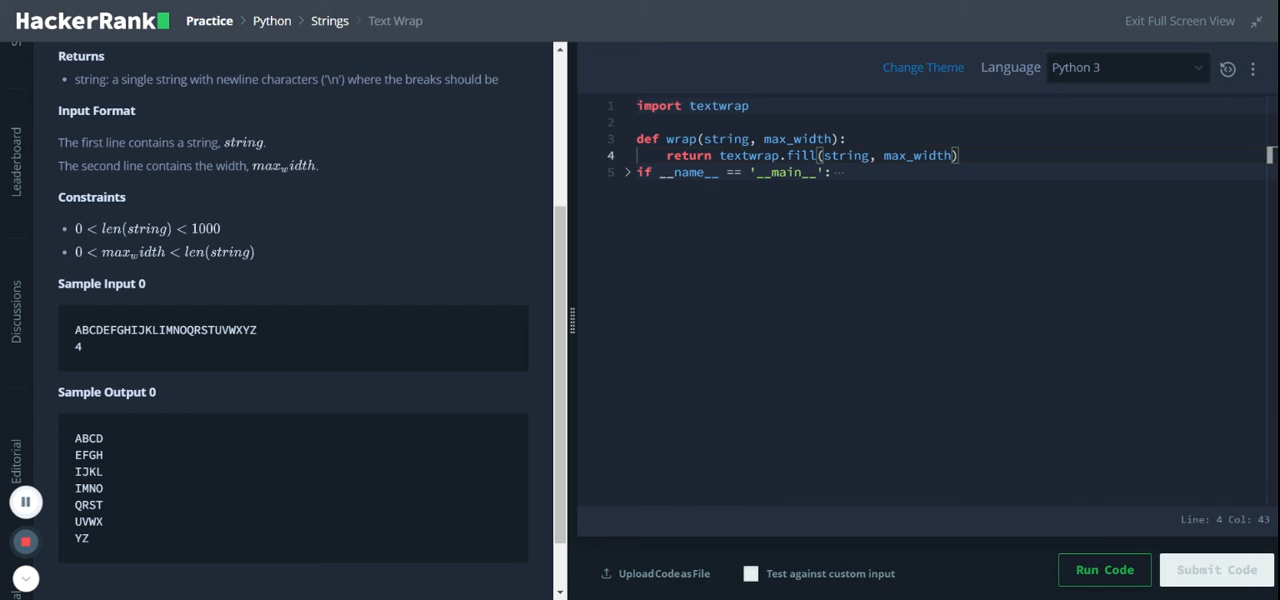 HackerRank
Practice > Python > Strings > Text Wrap
Exit Full Screen View
Leaderboard
Discussions
Editorial
Returns
• string: a single string with newline characters ('\n') where the breaks should be
Input Format
The first line contains a string, string.
The second line contains the width, max_width.
Constraints
• 0 < len(string) < 1000
• 0 < max_width < len(string)
Sample Input 0
ABCDEFGHIJKLIMNOQRSTUVWXYZ
4
Sample Output 0
ABCD
EFGH
IJKL
IMNO
QRST
UVWX
YZ
Change Theme Language Python 3
1 import textwrap
2
3 def wrap(string, max_width):
4 return textwrap.fill(string, max_width)
5 > if __name__ == '__main__': ⋯
Line: 4 Col: 43
Upload Code as File
Test against custom input
Run Code
Submit Code